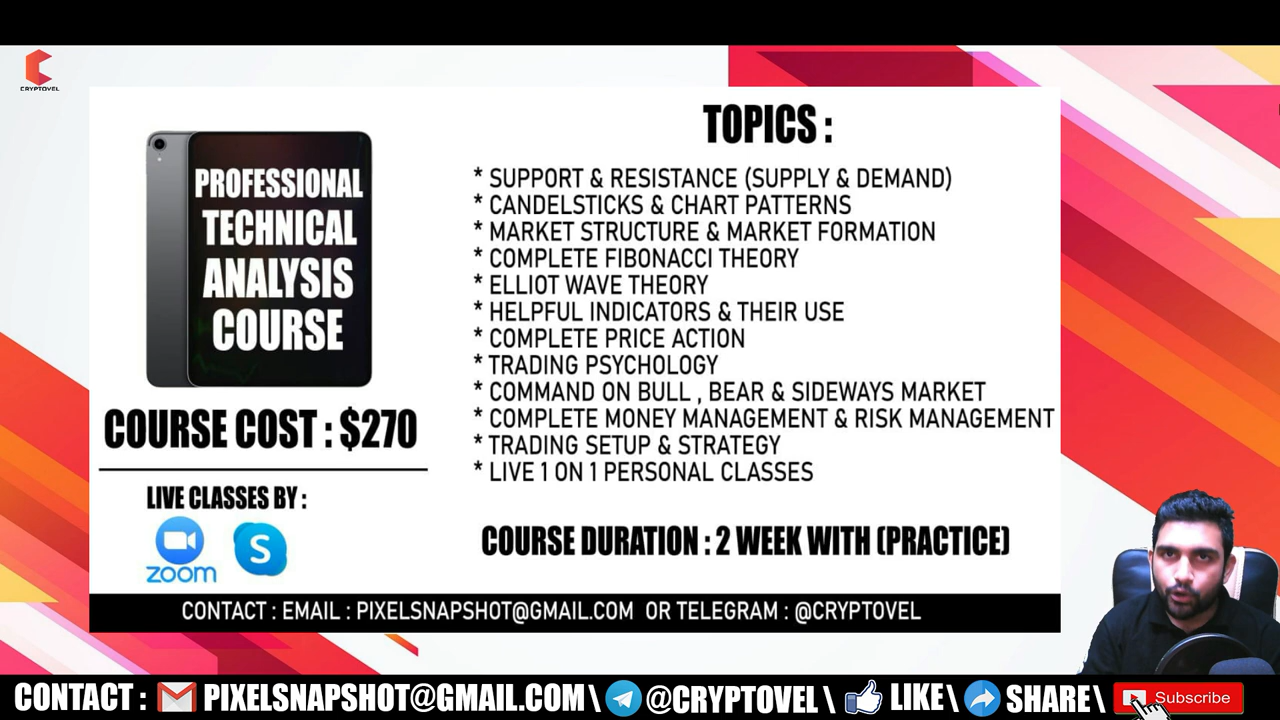 CRYPTOVEL
PROFESSIONAL
TECHNICAL
ANALYSIS
COURSE
COURSE COST : $270
LIVE CLASSES BY :
zoom
S
TOPICS :
* SUPPORT & RESISTANCE (SUPPLY & DEMAND)
* CANDELSTICKS & CHART PATTERNS
* MARKET STRUCTURE & MARKET FORMATION
* COMPLETE FIBONACCI THEORY
* ELLIOT WAVE THEORY
* HELPFUL INDICATORS & THEIR USE
* COMPLETE PRICE ACTION
* TRADING PSYCHOLOGY
* COMMAND ON BULL , BEAR & SIDEWAYS MARKET
* COMPLETE MONEY MANAGEMENT & RISK MANAGEMENT
* TRADING SETUP & STRATEGY
* LIVE 1 ON 1 PERSONAL CLASSES
COURSE DURATION : 2 WEEK WITH (PRACTICE)
CONTACT : EMAIL : PIXELSNAPSHOT@GMAIL.COM OR TELEGRAM : @CRYPTOVEL
CONTACT : PIXELSNAPSHOT@GMAIL.COM \ @CRYPTOVEL \ LIKE \ SHARE \ Subscribe